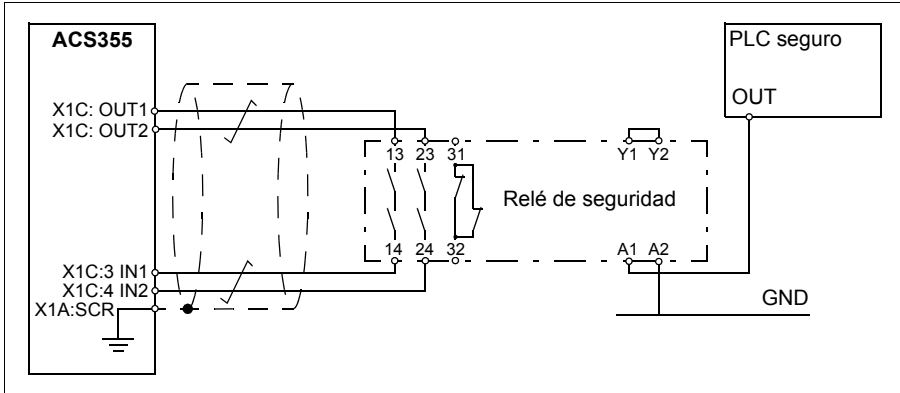 ACS355
PLC seguro
OUT
X1C: OUT1
X1C: OUT2
13 23 31
Y1 Y2
Relé de seguridad
14 24 32
A1 A2
X1C:3 IN1
X1C:4 IN2
X1A:SCR
GND